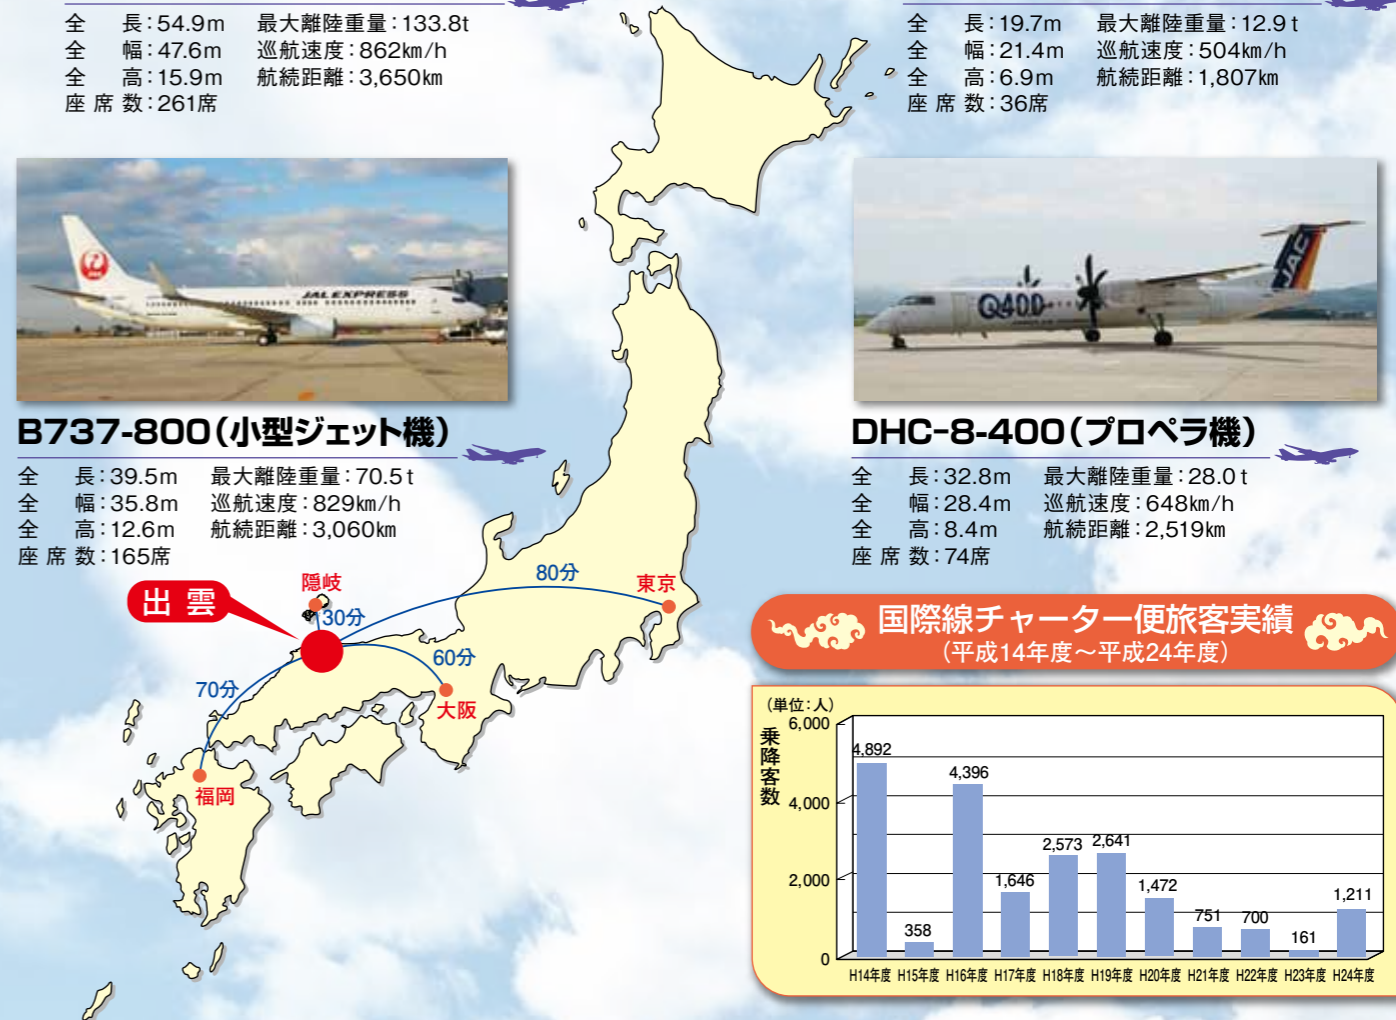 全長:54.9m 最大離陸重量:133.8t
全幅:47.6m 巡航速度:862km/h
全高:15.9m 航続距離:3,650km
座席数:261席
全長:19.7m 最大離陸重量:12.9t
全幅:21.4m 巡航速度:504km/h
全高:6.9m 航続距離:1,807km
座席数:36席
JAL EXPRESS
Q400
JAC
B737-800(小型ジェット機)
全長:39.5m 最大離陸重量:70.5t
全幅:35.8m 巡航速度:829km/h
全高:12.6m 航続距離:3,060km
座席数:165席
DHC-8-400(プロペラ機)
全長:32.8m 最大離陸重量:28.0t
全幅:28.4m 巡航速度:648km/h
全高:8.4m 航続距離:2,519km
座席数:74席
出雲
隠岐
30分
80分
東京
60分
大阪
70分
福岡
国際線チャーター便旅客実績
(平成14年度~平成24年度)
(単位:人)
乗降客数
6,000
4,000
2,000
0
4,892
358
4,396
1,646
2,573
2,641
1,472
751
700
161
1,211
H14年度 H15年度 H16年度 H17年度 H18年度 H19年度 H20年度 H21年度 H22年度 H23年度 H24年度